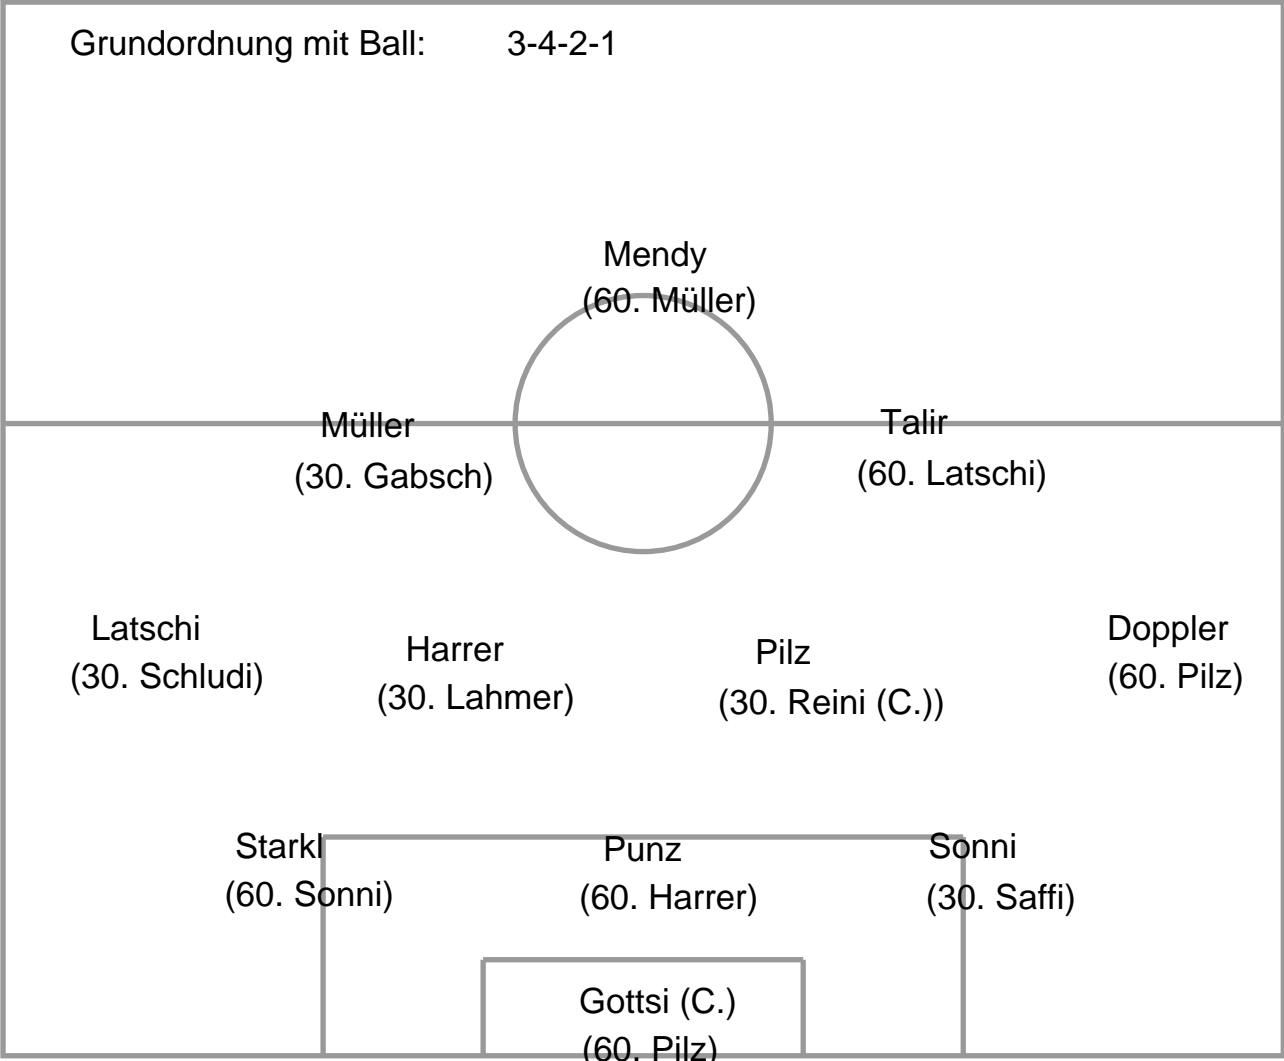 Grundordnung mit Ball: 3-4-2-1
Mendy
(60. Müller)
Müller
(30. Gabsch)
Talir
(60. Latschi)
Latschi
(30. Schludi)
Harrer
(30. Lahmer)
Pilz
(30. Reini (C.))
Doppler
(60. Pilz)
Starkl
(60. Sonni)
Punz
(60. Harrer)
Sonni
(30. Saffi)
Gottsi (C.)
(60. Pilz)